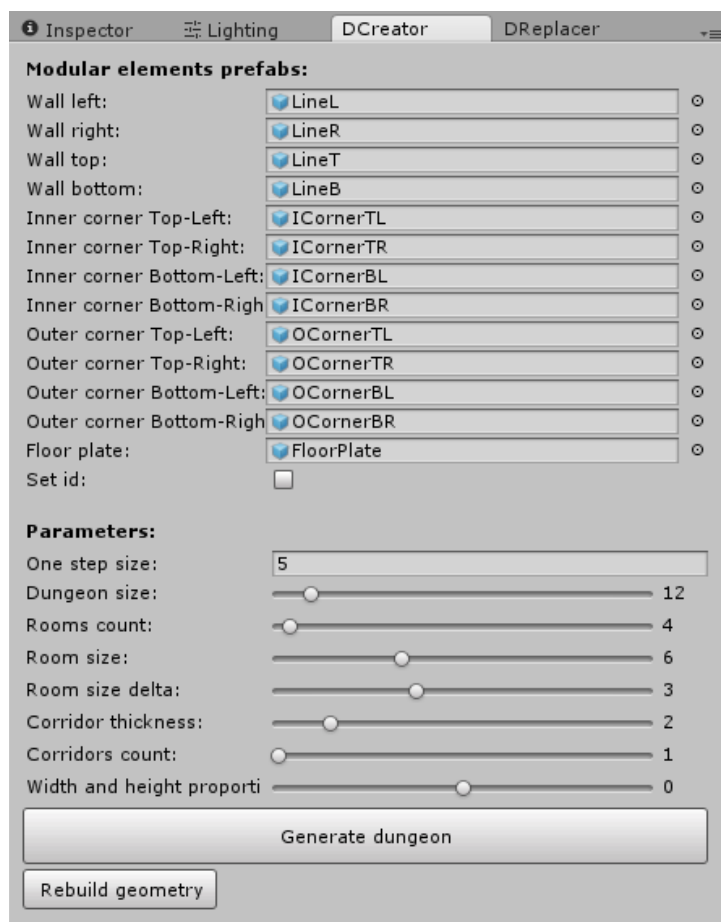 Inspector Lighting DCreator DReplacer
Modular elements prefabs:
Wall left: LineL
Wall right: LineR
Wall top: LineT
Wall bottom: LineB
Inner corner Top-Left: ICornerTL
Inner corner Top-Right: ICornerTR
Inner corner Bottom-Left: ICornerBL
Inner corner Bottom-Righ ICornerBR
Outer corner Top-Left: OCornerTL
Outer corner Top-Right: OCornerTR
Outer corner Bottom-Left: OCornerBL
Outer corner Bottom-Righ OCornerBR
Floor plate: FloorPlate
Set id:
Parameters:
One step size: 5
Dungeon size: 12
Rooms count: 4
Room size: 6
Room size delta: 3
Corridor thickness: 2
Corridors count: 1
Width and height proporti 0
Generate dungeon
Rebuild geometry